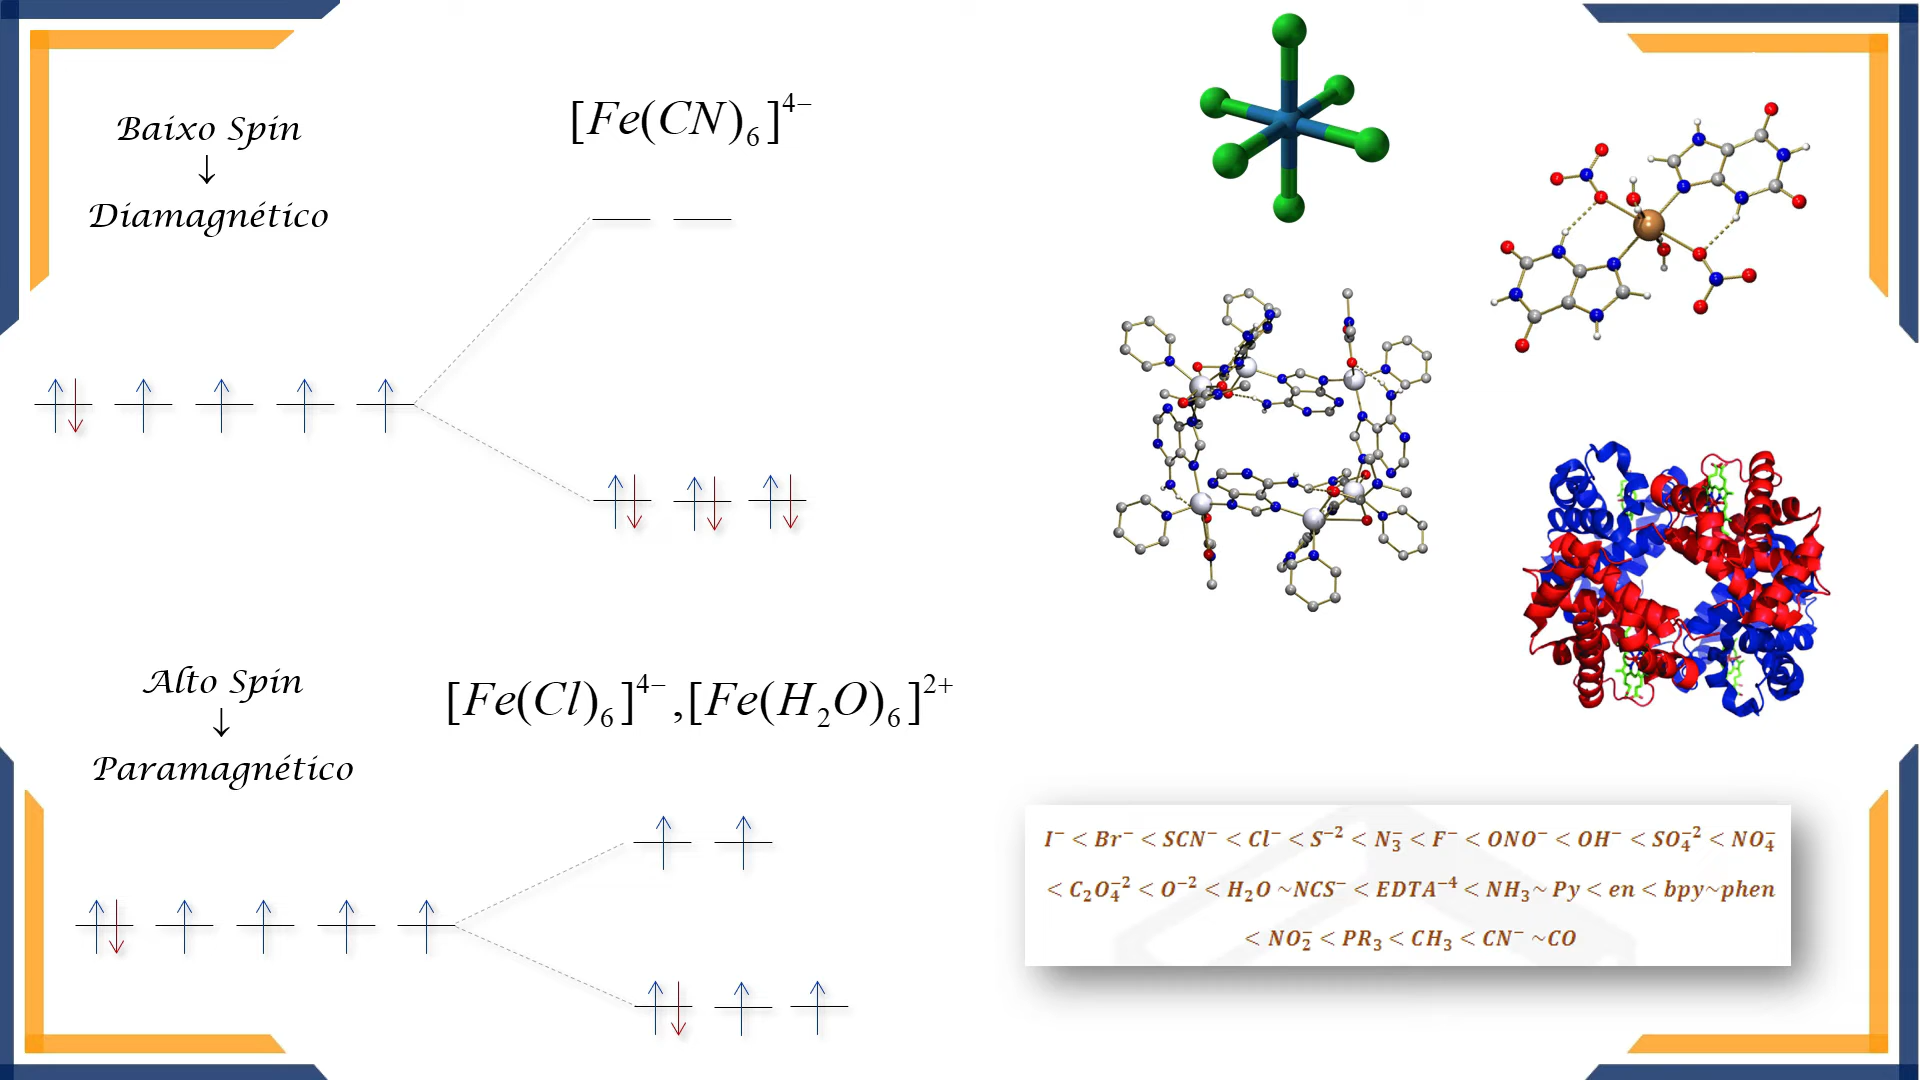 Baixo Spin
↓
Diamagnético
[Fe(CN)₆]⁴⁻
Alto Spin
↓
Paramagnético
[Fe(Cl)₆]⁴⁻,[Fe(H₂O)₆]²⁺
I⁻ < Br⁻ < SCN⁻ < Cl⁻ < S⁻² < N₃⁻ < F⁻ < ONO⁻ < OH⁻ < SO₄⁻² < NO₄⁻
< C₂O₄⁻² < O⁻² < H₂O ~NCS⁻ < EDTA⁻⁴ < NH₃~ Py < en < bpy~phen
< NO₂⁻ < PR₃ < CH₃ < CN⁻ ~CO